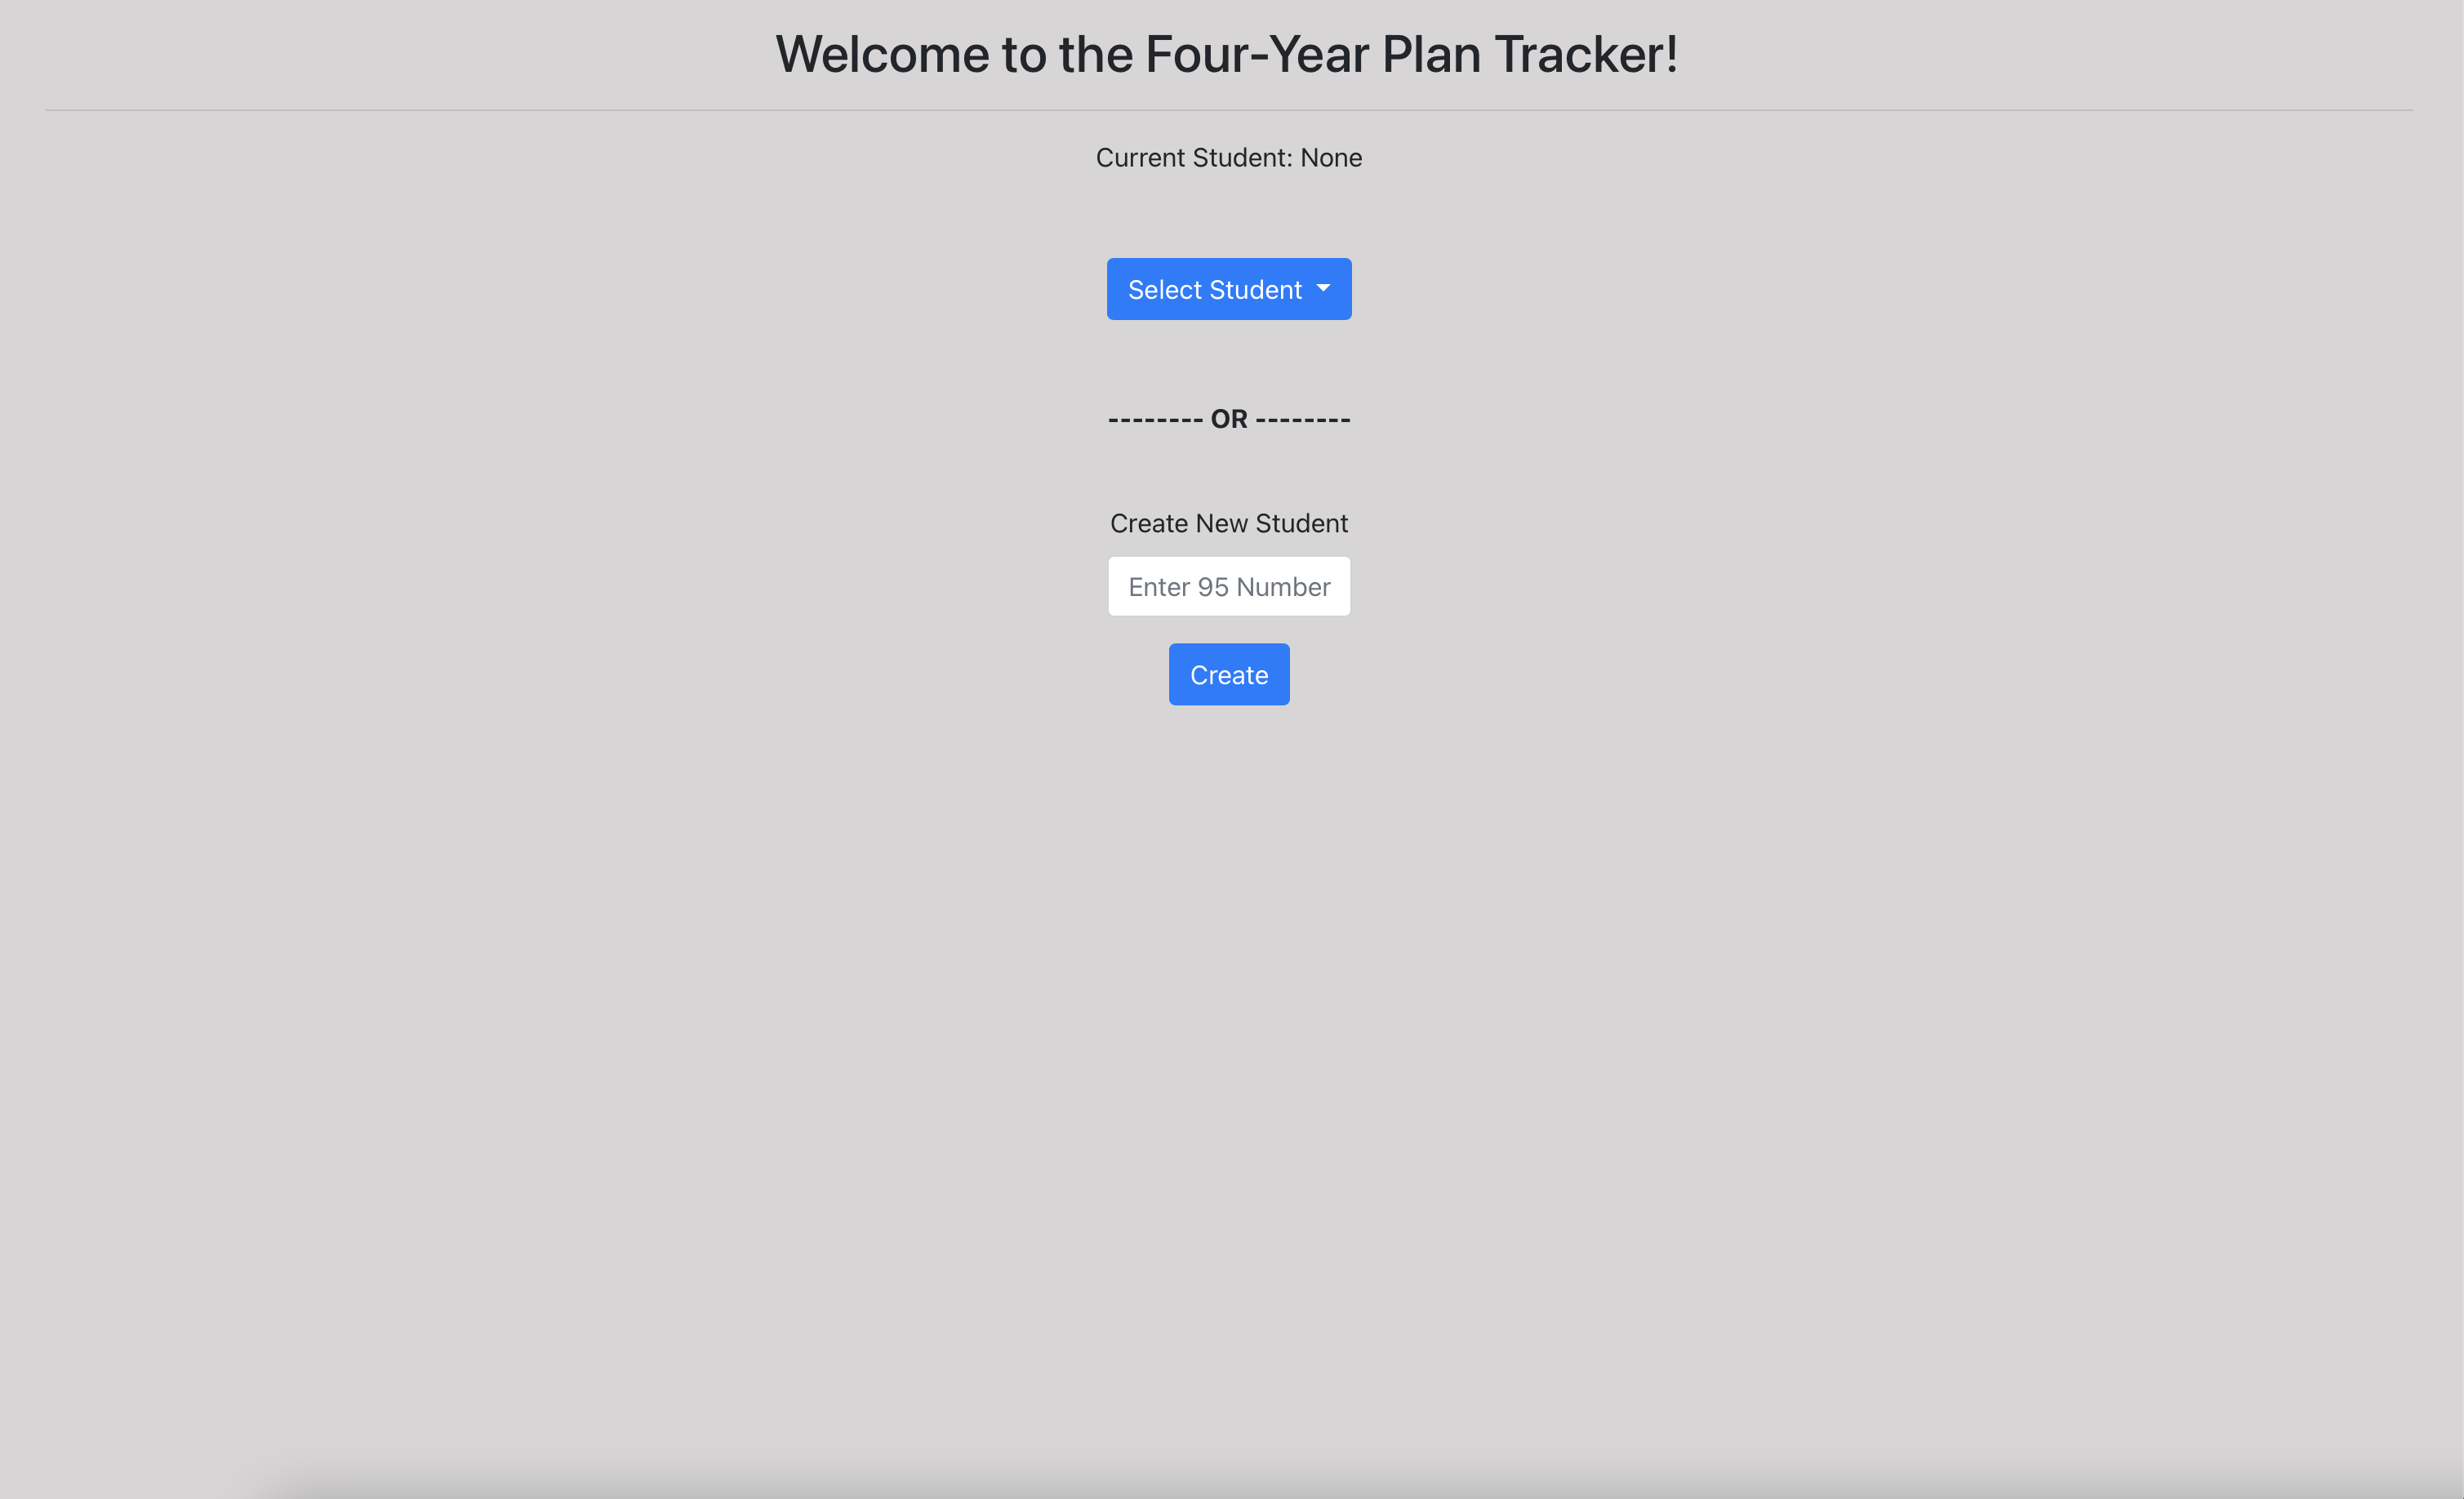 Welcome to the Four-Year Plan Tracker!
Current Student: None
Select Student
-------- OR --------
Create New Student
Enter 95 Number
Create